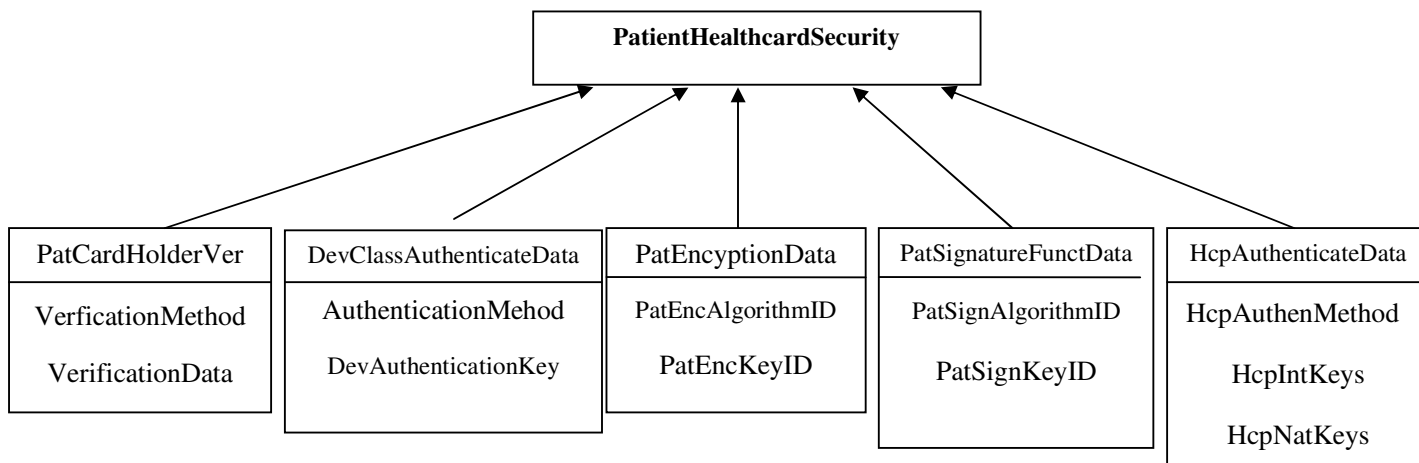 PatientHealthcardSecurity
PatCardHolderVer
VerficationMethod
VerificationData
DevClassAuthenticateData
AuthenticationMehod
DevAuthenticationKey
PatEncyptionData
PatEncAlgorithmID
PatEncKeyID
PatSignatureFunctData
PatSignAlgorithmID
PatSignKeyID
HcpAuthenticateData
HcpAuthenMethod
HcpIntKeys
HcpNatKeys